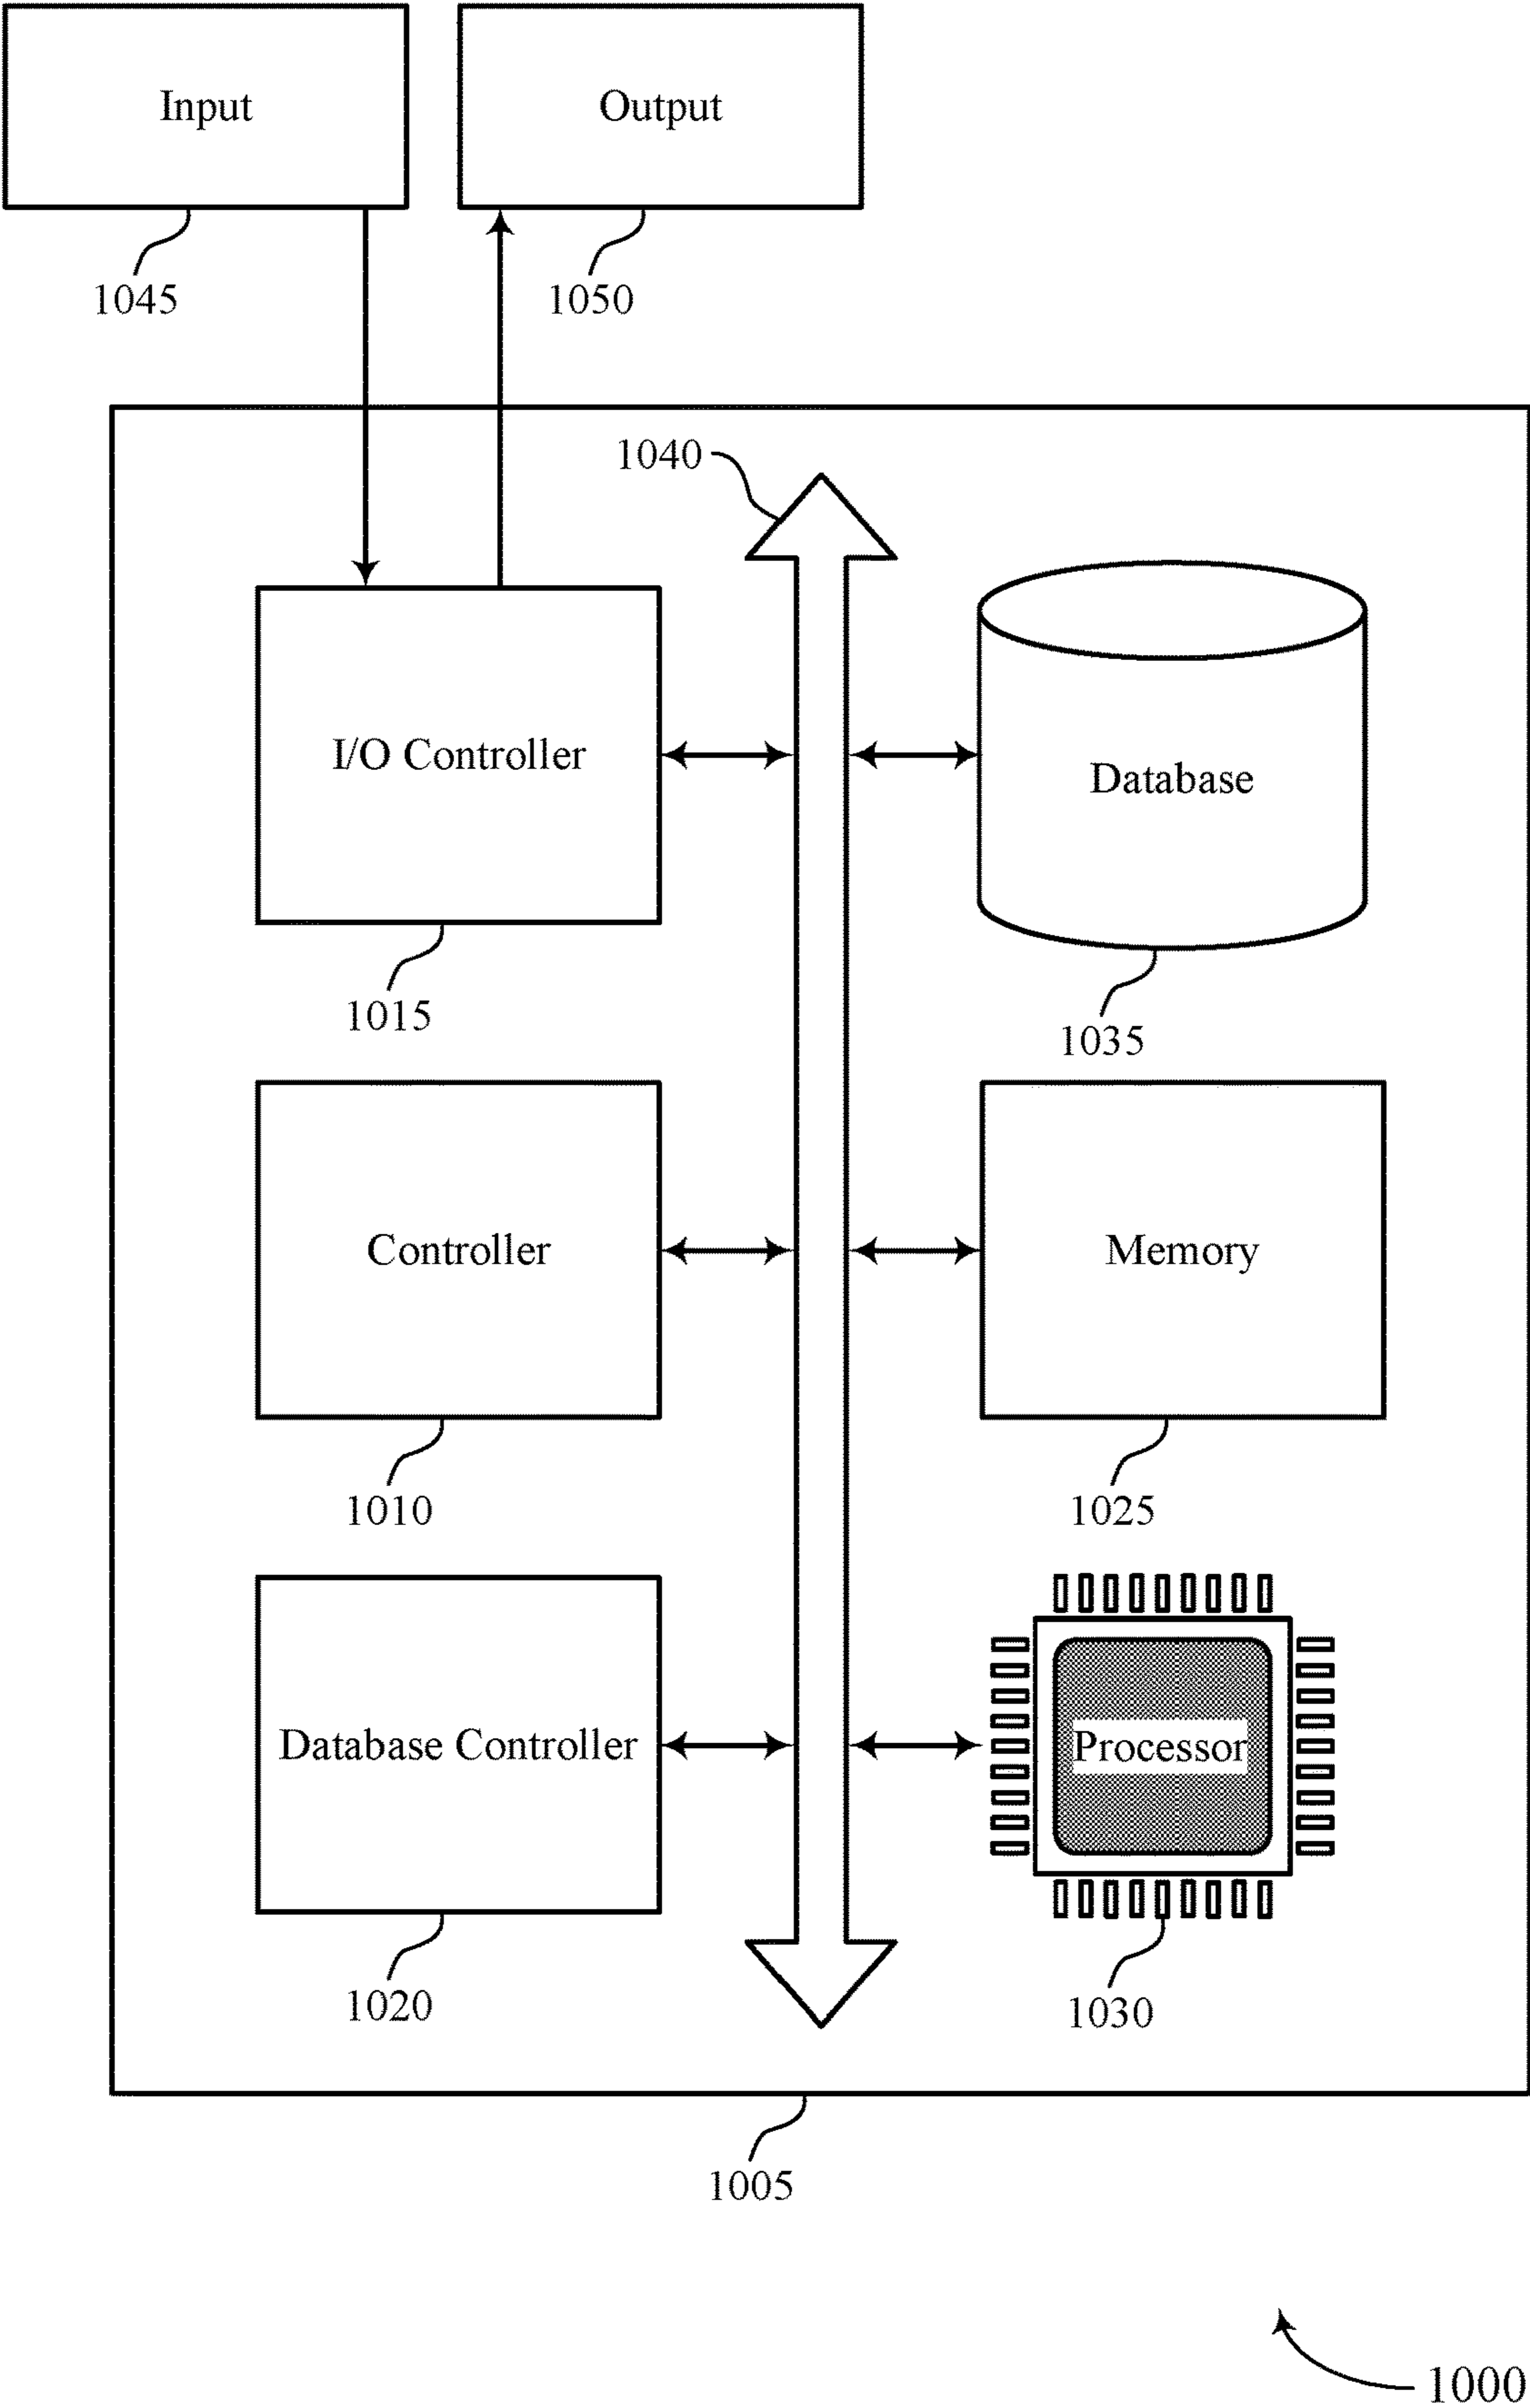 Input
Output
1045
1050
1040
I/O Controller
Database
1015
1035
Controller
Memory
1010
1025
Database Controller
Processor
1020
1030
1005
1000